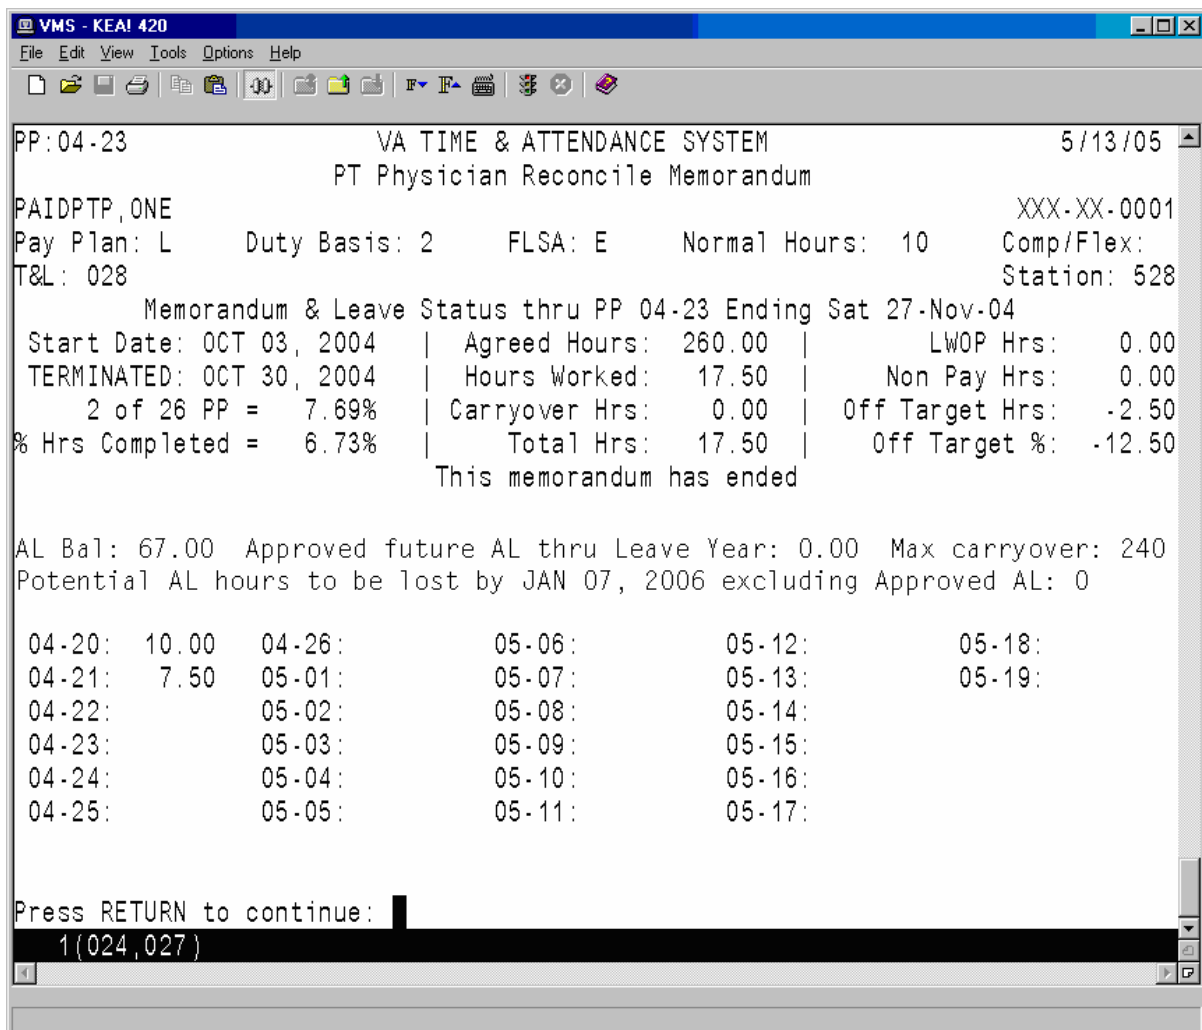 VMS - KEA! 420
File Edit View Tools Options Help
PP:04-23 VA TIME & ATTENDANCE SYSTEM 5/13/05
PT Physician Reconcile Memorandum
PAIDPTP,ONE XXX-XX-0001
Pay Plan: L Duty Basis: 2 FLSA: E Normal Hours: 10 Comp/Flex:
T&L: 028 Station: 528
Memorandum & Leave Status thru PP 04-23 Ending Sat 27-Nov-04
Start Date: OCT 03, 2004 | Agreed Hours: 260.00 | LWOP Hrs: 0.00
TERMINATED: OCT 30, 2004 | Hours Worked: 17.50 | Non Pay Hrs: 0.00
2 of 26 PP = 7.69% | Carryover Hrs: 0.00 | Off Target Hrs: -2.50
% Hrs Completed = 6.73% | Total Hrs: 17.50 | Off Target %: -12.50
This memorandum has ended
AL Bal: 67.00 Approved future AL thru Leave Year: 0.00 Max carryover: 240
Potential AL hours to be lost by JAN 07, 2006 excluding Approved AL: 0
04-20: 10.00 04-26: 05-06: 05-12: 05-18:
04-21: 7.50 05-01: 05-07: 05-13: 05-19:
04-22: 05-02: 05-08: 05-14:
04-23: 05-03: 05-09: 05-15:
04-24: 05-04: 05-10: 05-16:
04-25: 05-05: 05-11: 05-17:
Press RETURN to continue:
1(024,027)